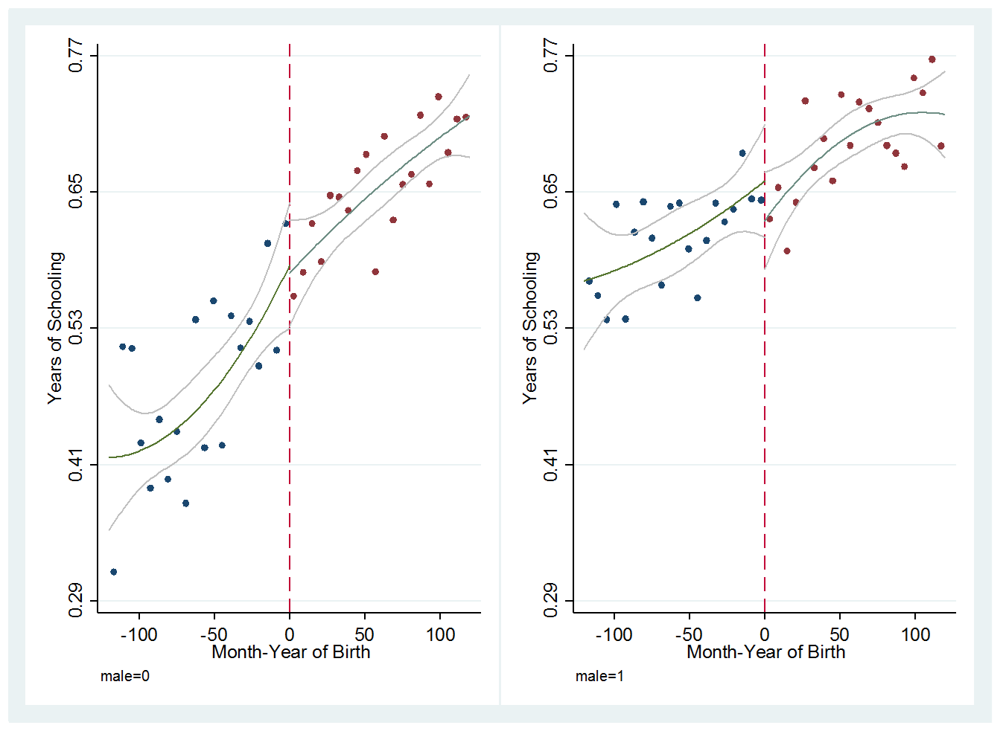 Years of Schooling
0.77
0.65
0.53
0.41
0.29
-100 -50 0 50 100
Month-Year of Birth
male=0
Years of Schooling
0.77
0.65
0.53
0.41
0.29
-100 -50 0 50 100
Month-Year of Birth
male=1